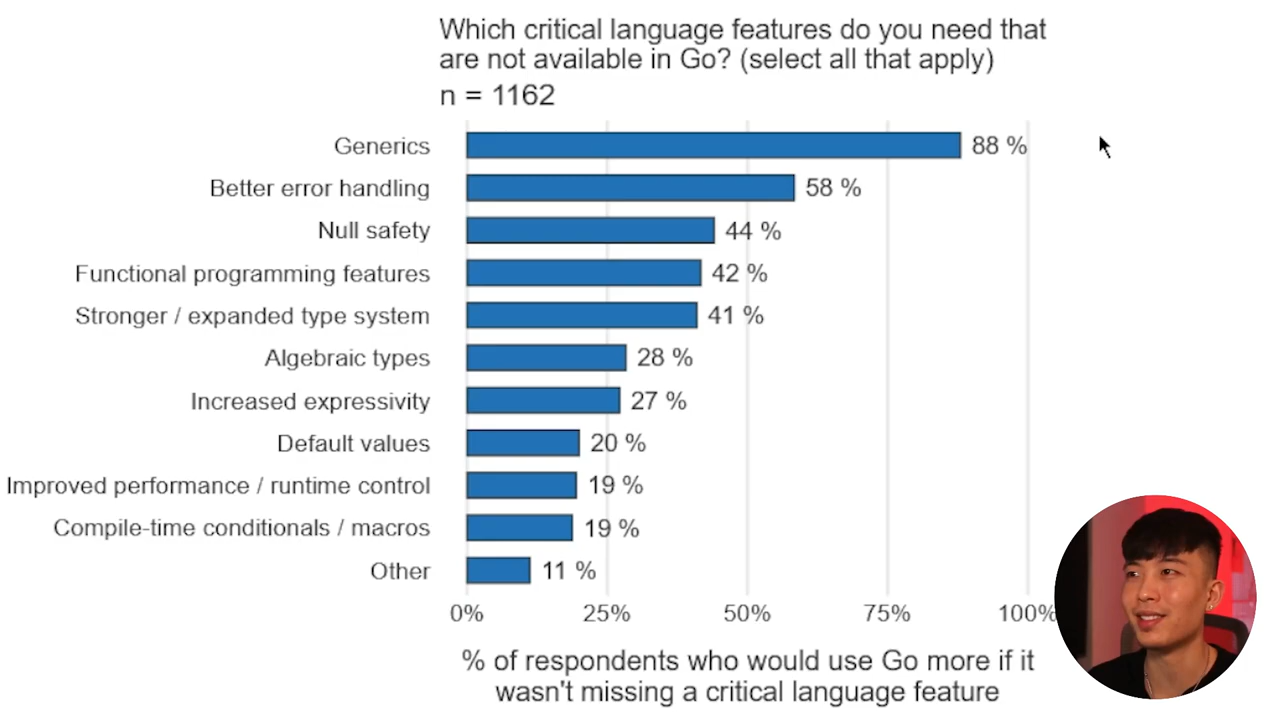 Which critical language features do you need that
are not available in Go? (select all that apply)
n = 1162
Generics 88 %
Better error handling 58 %
Null safety 44 %
Functional programming features 42 %
Stronger / expanded type system 41 %
Algebraic types 28 %
Increased expressivity 27 %
Default values 20 %
Improved performance / runtime control 19 %
Compile-time conditionals / macros 19 %
Other 11 %
0% 25% 50% 75% 100%
% of respondents who would use Go more if it
wasn't missing a critical language feature